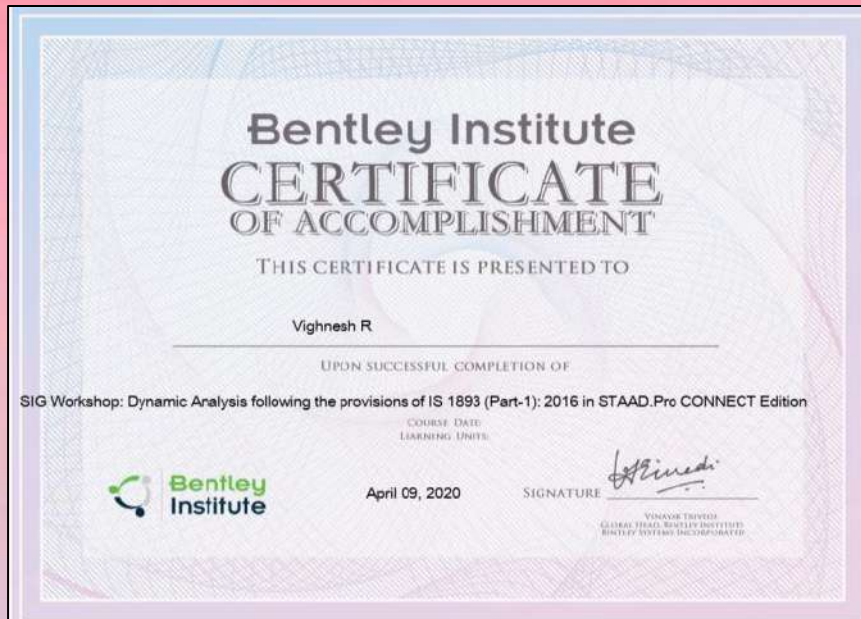 Bentley Institute
CERTIFICATE
OF ACCOMPLISHMENT
THIS CERTIFICATE IS PRESENTED TO
Vighnesh R
UPON SUCCESSFUL COMPLETION OF
SIG Workshop: Dynamic Analysis following the provisions of IS 1893 (Part-1): 2016 in STAAD.Pro CONNECT Edition
COURSE DATE:
LEARNING UNITS:
Bentley
Institute
April 09, 2020
SIGNATURE
GLOBAL HEAD, BENTLEY INSTITUTE
BENTLEY SYSTEMS INCORPORATED